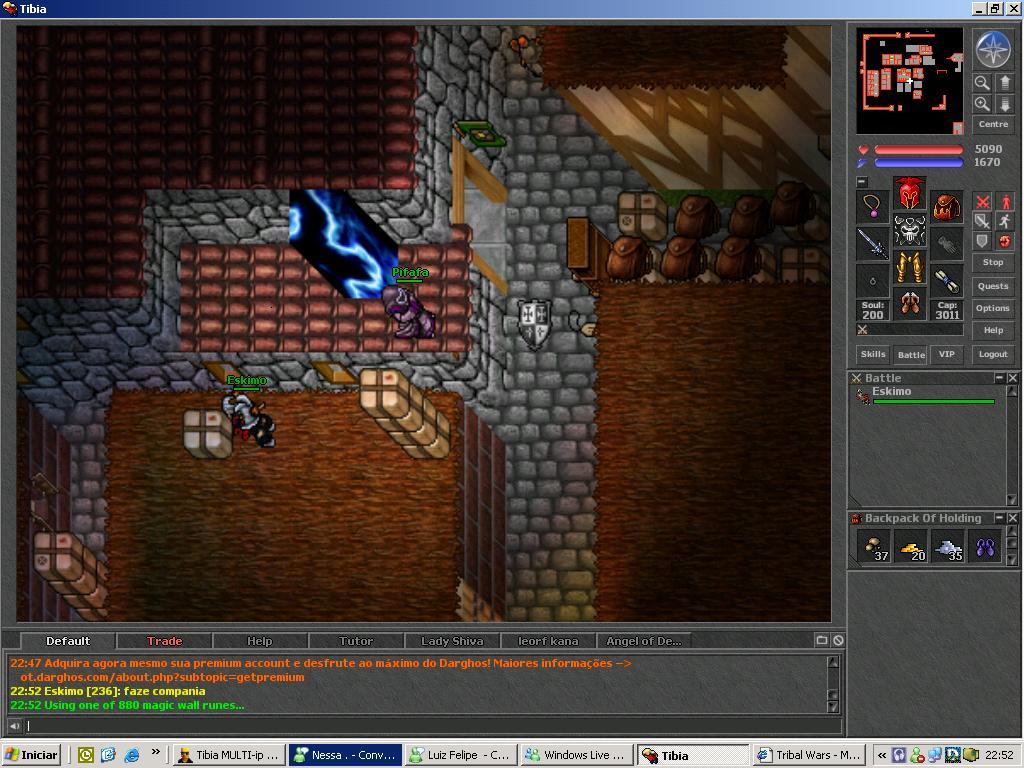 Tibia
Centre
5090
1670
Soul:
200
Cap:
3011
Stop
Quests
Options
Help
Skills
Battle
VIP
Logout
Pifafa
Eskimo
Battle
Eskimo
Backpack Of Holding
37
20
35
Default
Trade
Help
Tutor
Lady Shiva
leorf kana
Angel of De...
22:47 Adquira agora mesmo sua premium account e desfrute ao máximo do Darghos! Maiores informações -->
ot.darghos.com/about.php?subtopic=getpremium
22:52 Eskimo [236]: faze compania
22:52 Using one of 880 magic wall runes...
Iniciar
Tibia MULTI-ip ...
Nessa . - Conv...
Luiz Felipe - C...
Windows Live ...
Tibia
Tribal Wars - M...
22:52